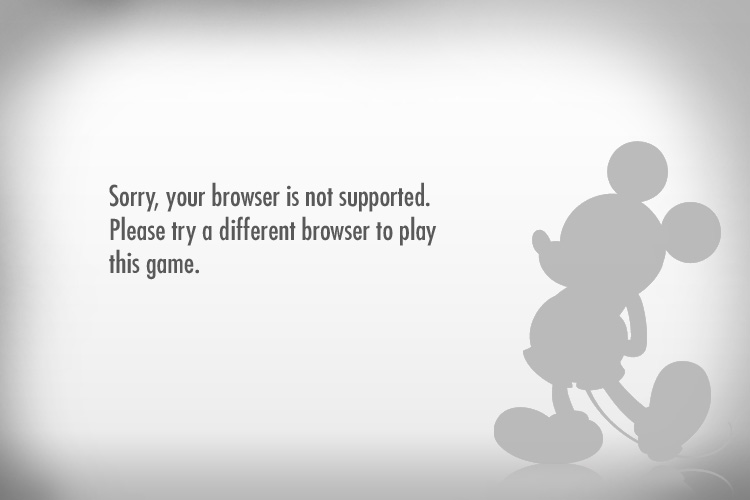 Sorry, your browser is not supported.
Please try a different browser to play
this game.